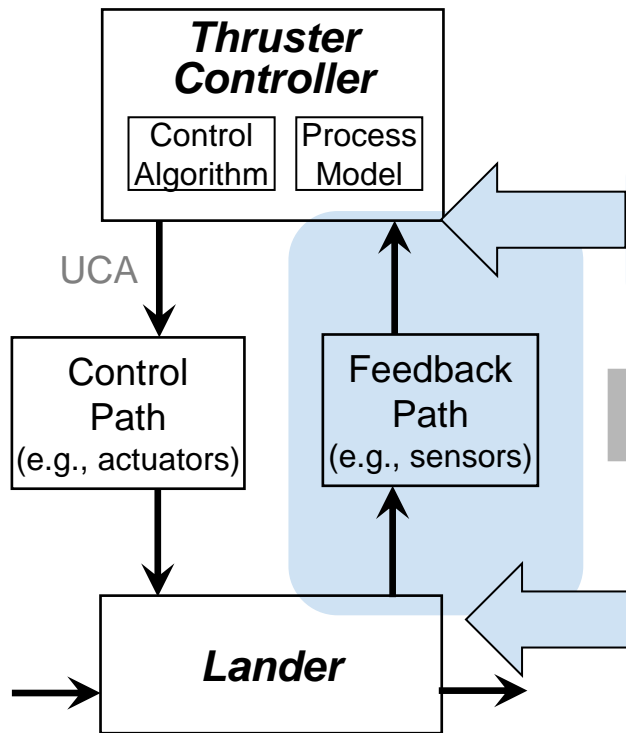 Thruster
Controller
Control
Algorithm
Process
Model
UCA
Control
Path
(e.g., actuators)
Feedback
Path
(e.g., sensors)
Lander